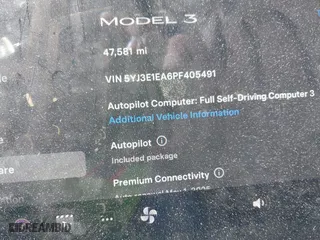 MODEL 3
47,581 mi
VIN 5YJ3E1EA6PF405491
Autopilot Computer: Full Self-Driving Computer 3
Additional Vehicle Information
Autopilot
Included package
Premium Connectivity